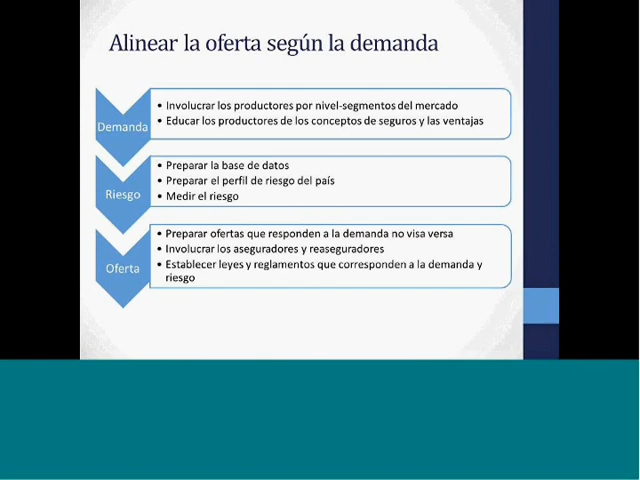 Alinear la oferta según la demanda
Demanda
• Involucrar los productores por nivel-segmentos del mercado
• Educar los productores de los conceptos de seguros y las ventajas
Riesgo
• Preparar la base de datos
• Preparar el perfil de riesgo del país
• Medir el riesgo
Oferta
• Preparar ofertas que responden a la demanda no visa versa
• Involucrar los aseguradores y reaseguradores
• Establecer leyes y reglamentos que corresponden a la demanda y
riesgo